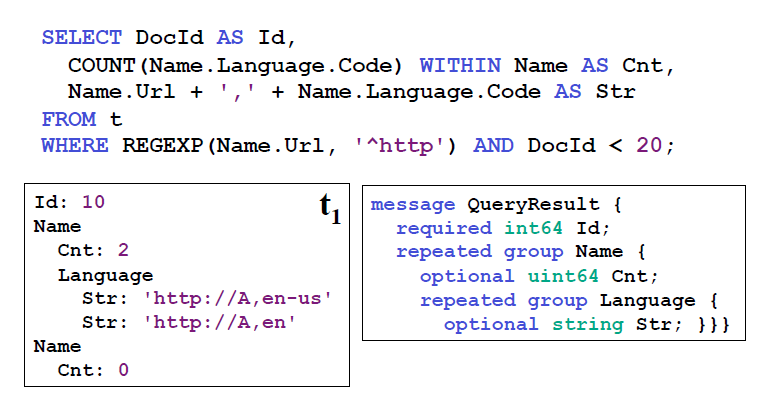 SELECT DocId AS Id,
COUNT(Name.Language.Code) WITHIN Name AS Cnt,
Name.Url + ',' + Name.Language.Code AS Str
FROM t
WHERE REGEXP(Name.Url, '^http') AND DocId < 20;
Id: 10
t1
Name
Cnt: 2
Language
Str: 'http://A,en-us'
Str: 'http://A,en'
Name
Cnt: 0
message QueryResult {
required int64 Id;
repeated group Name {
optional uint64 Cnt;
repeated group Language {
optional string Str; }}}